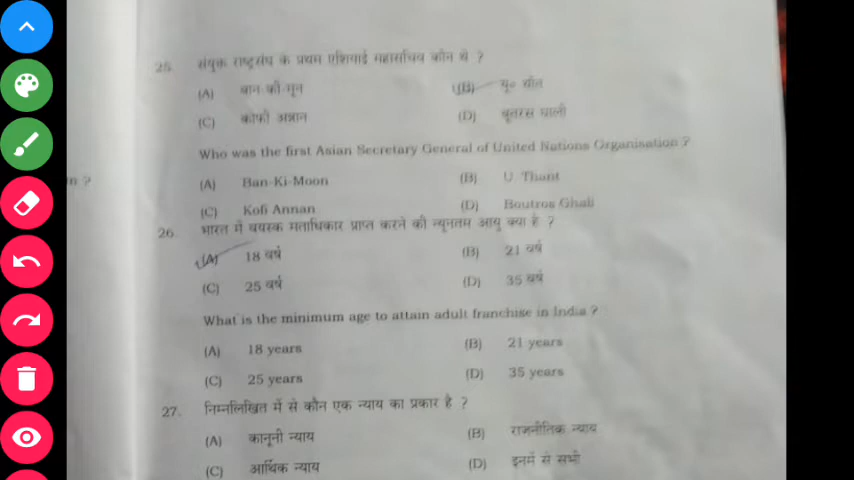 25. संयुक्त राष्ट्रसंघ के प्रथम एशियाई महासचिव कौन थे ?
(A) बान-की-मून (B) यू० थाँत
(C) कोफी अन्नान (D) बुतरस घाली
Who was the first Asian Secretary General of United Nations Organisation ?
n ?
(A) Ban-Ki-Moon (B) U Thant
(C) Kofi Annan (D) Boutros Ghali
26. भारत में वयस्क मताधिकार प्राप्त करने की न्यूनतम आयु क्या है ?
(A) 18 वर्ष (B) 21 वर्ष
(C) 25 वर्ष (D) 35 वर्ष
What is the minimum age to attain adult franchise in India ?
(A) 18 years (B) 21 years
(C) 25 years (D) 35 years
27. निम्नलिखित में से कौन एक न्याय का प्रकार है ?
(A) कानूनी न्याय (B) राजनीतिक न्याय
(C) आर्थिक न्याय (D) इनमें से सभी